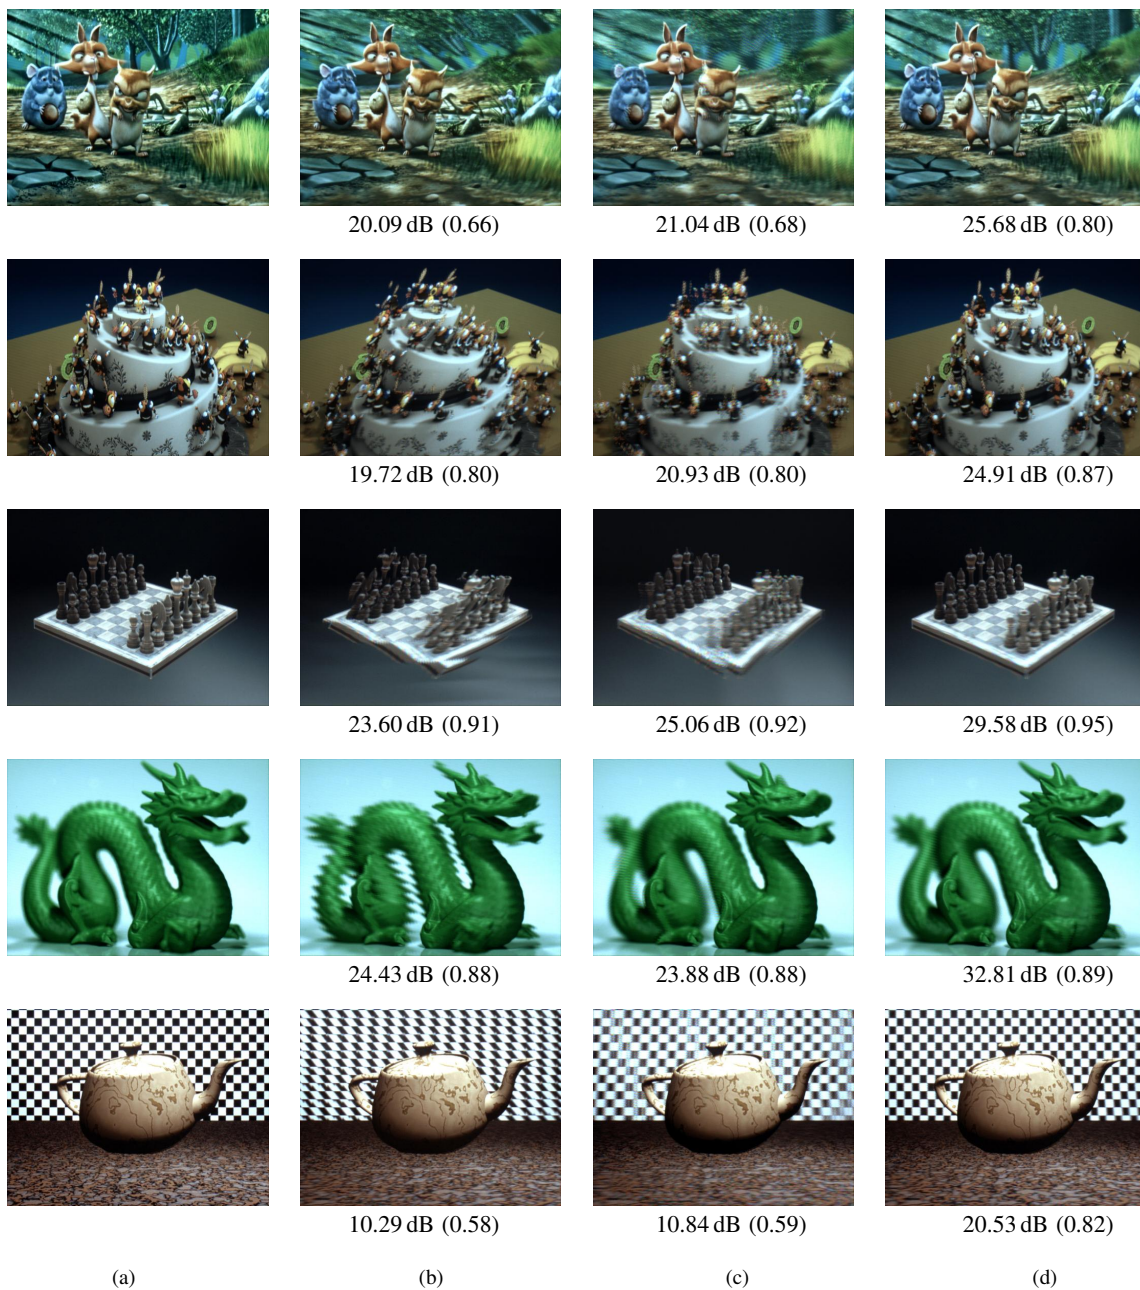 20.09 dB (0.66) 21.04 dB (0.68) 25.68 dB (0.80)
19.72 dB (0.80) 20.93 dB (0.80) 24.91 dB (0.87)
23.60 dB (0.91) 25.06 dB (0.92) 29.58 dB (0.95)
24.43 dB (0.88) 23.88 dB (0.88) 32.81 dB (0.89)
10.29 dB (0.58) 10.84 dB (0.59) 20.53 dB (0.82)
(a) (b) (c) (d)